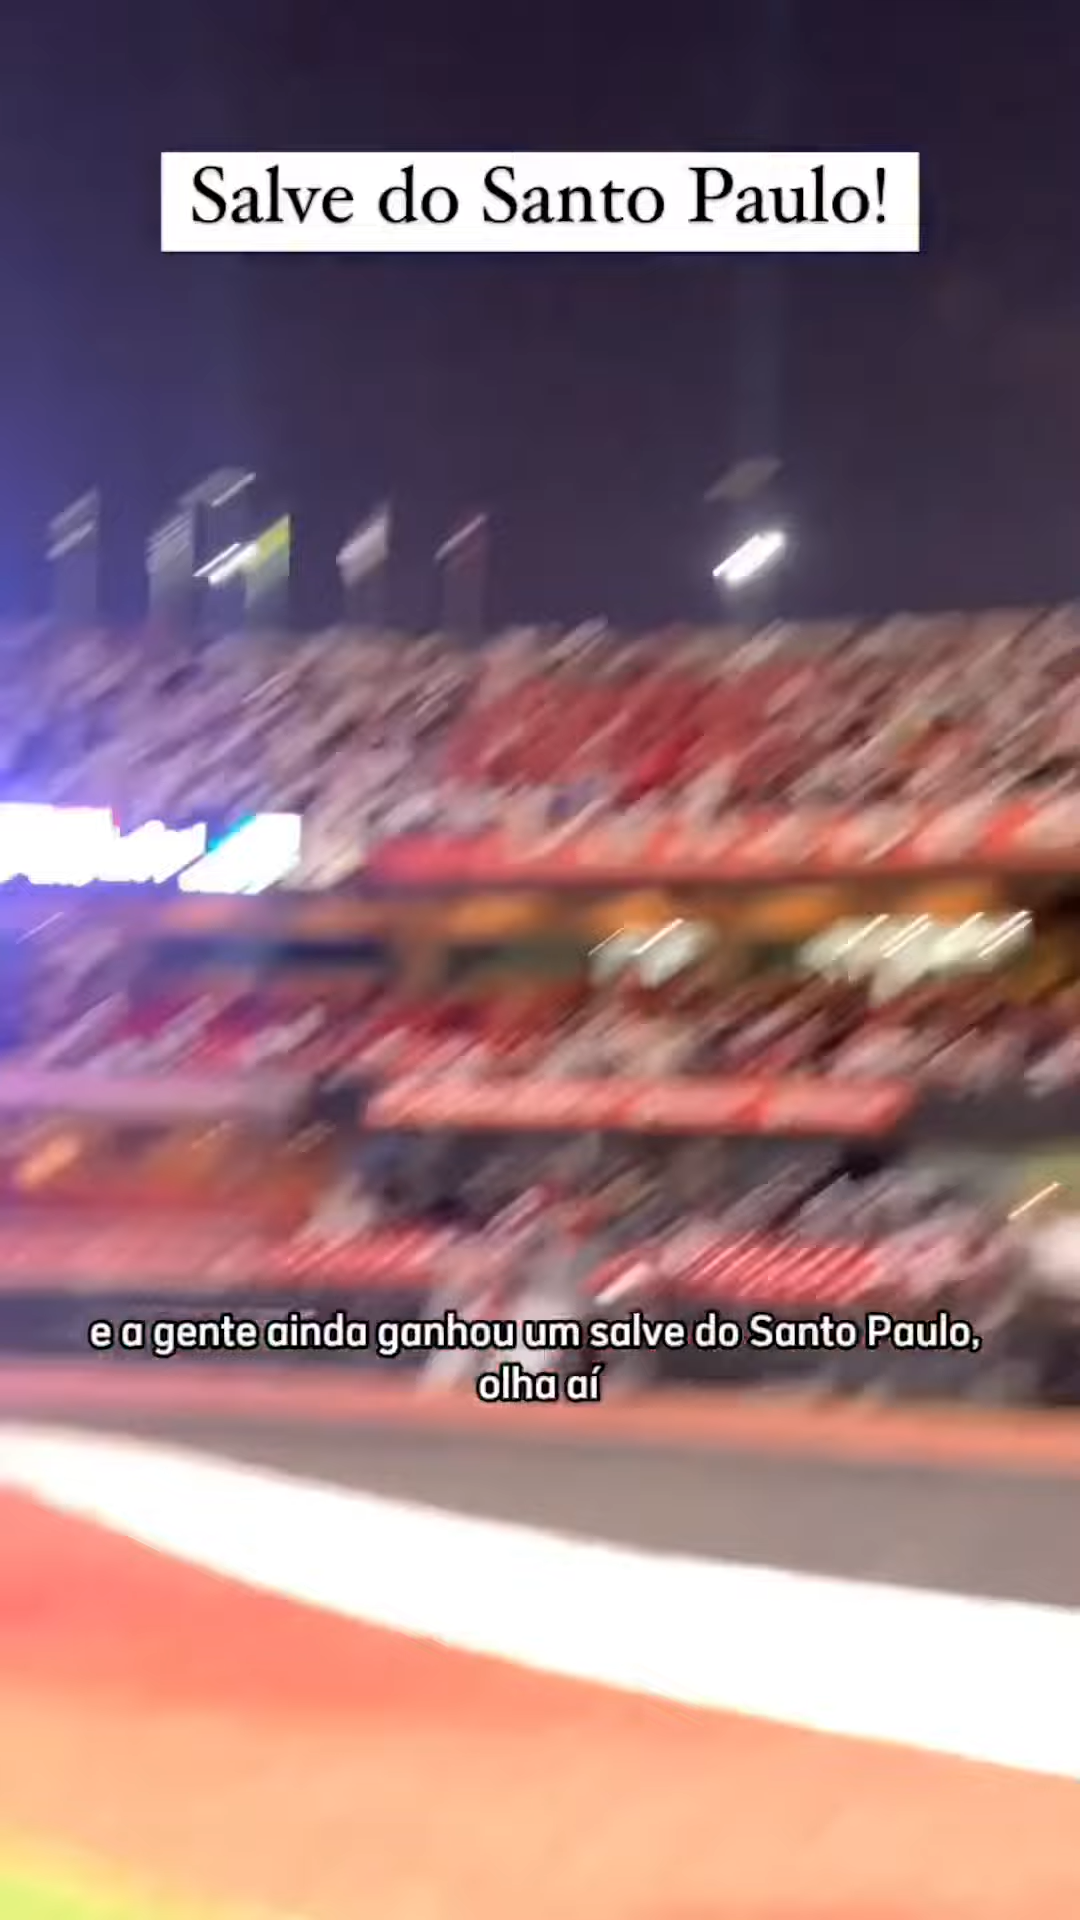 Salve do Santo Paulo!
e a gente ainda ganhou um salve do Santo Paulo,
olha aí